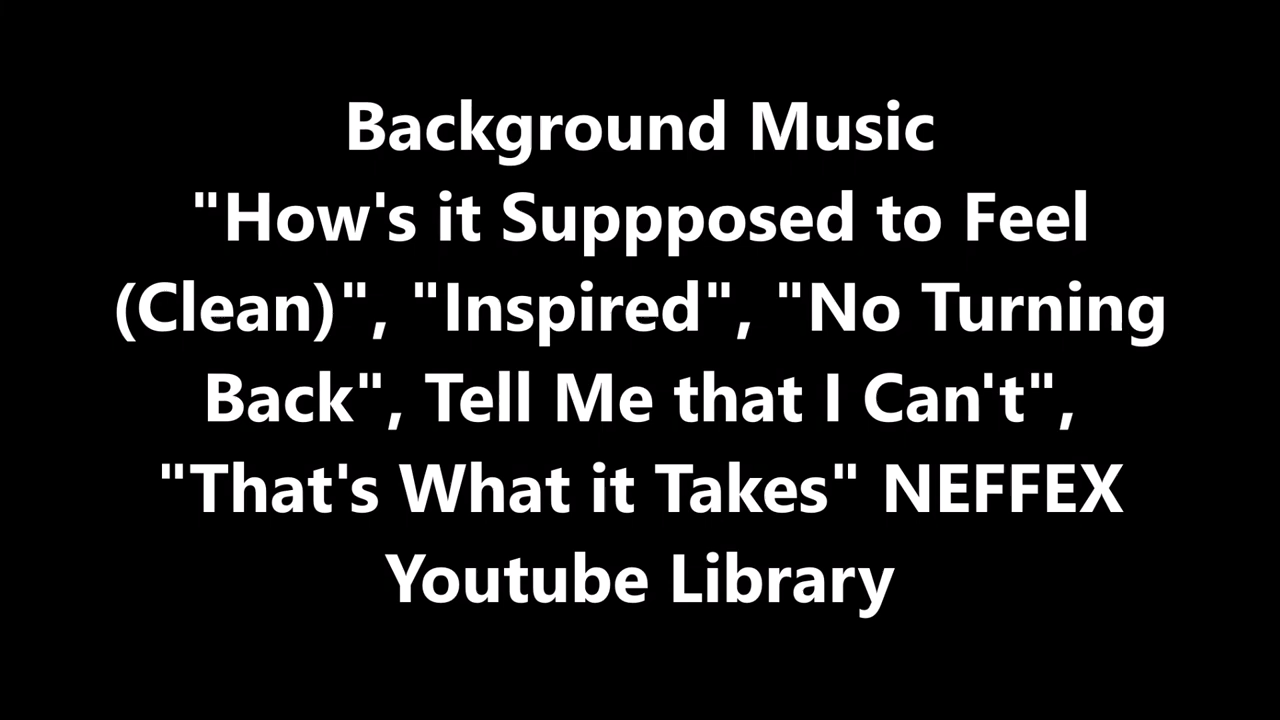 Background Music
"How's it Suppposed to Feel
(Clean)", "Inspired", "No Turning
Back", Tell Me that I Can't",
"That's What it Takes" NEFFEX
Youtube Library